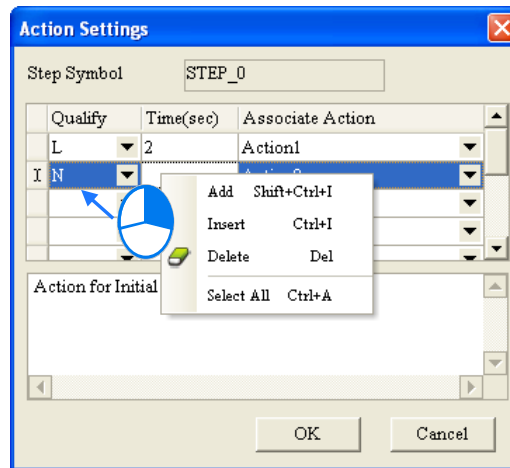 Action Settings
Step Symbol STEP_0
Qualify Time(sec) Associate Action
L 2 Action1
I N
Add Shift+Ctrl+I
Insert Ctrl+I
Delete Del
Select All Ctrl+A
Action for Initial
OK Cancel